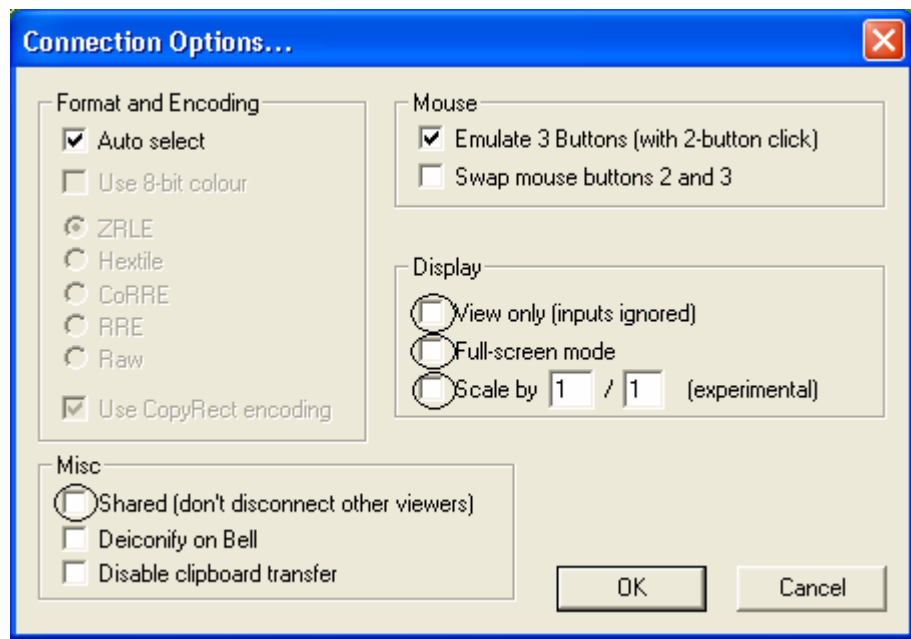 Connection Options...
Format and Encoding
Auto select
Use 8-bit colour
ZRLE
Hextile
CoRRE
RRE
Raw
Use CopyRect encoding
Mouse
Emulate 3 Buttons (with 2-button click)
Swap mouse buttons 2 and 3
Display
View only (inputs ignored)
Full-screen mode
Scale by 1 / 1 (experimental)
Misc
Shared (don't disconnect other viewers)
Deiconify on Bell
Disable clipboard transfer
OK
Cancel